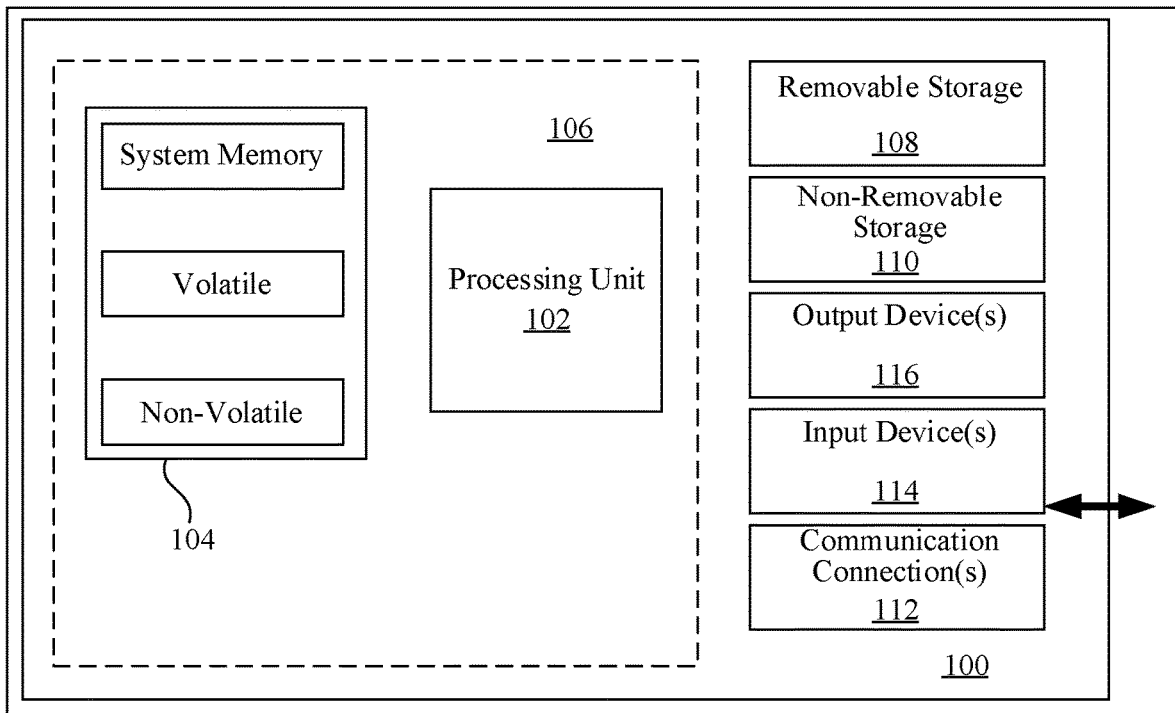 System Memory
Volatile
Non-Volatile
104
106
Processing Unit
102
Removable Storage
108
Non-Removable
Storage
110
Output Device(s)
116
Input Device(s)
114
Communication
Connection(s)
112
100